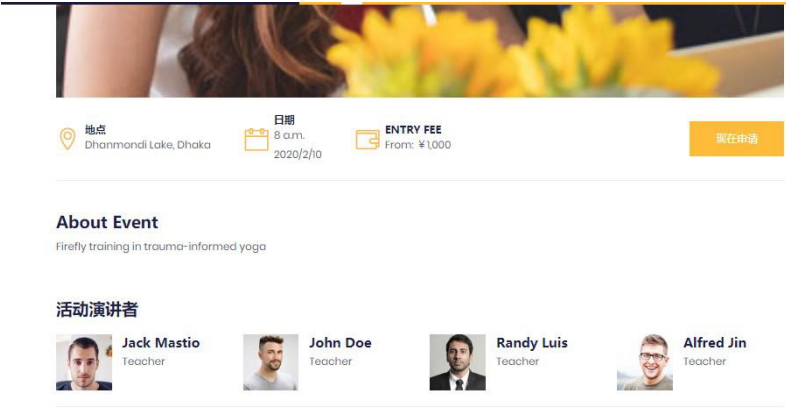 地点
Dhanmondi Lake, Dhaka
日期
8 a.m.
2020/2/10
ENTRY FEE
From: ¥1,000
现在申请
About Event
Firefly training in trauma-informed yoga
活动演讲者
Jack Mastio
Teacher
John Doe
Teacher
Randy Luis
Teacher
Alfred Jin
Teacher